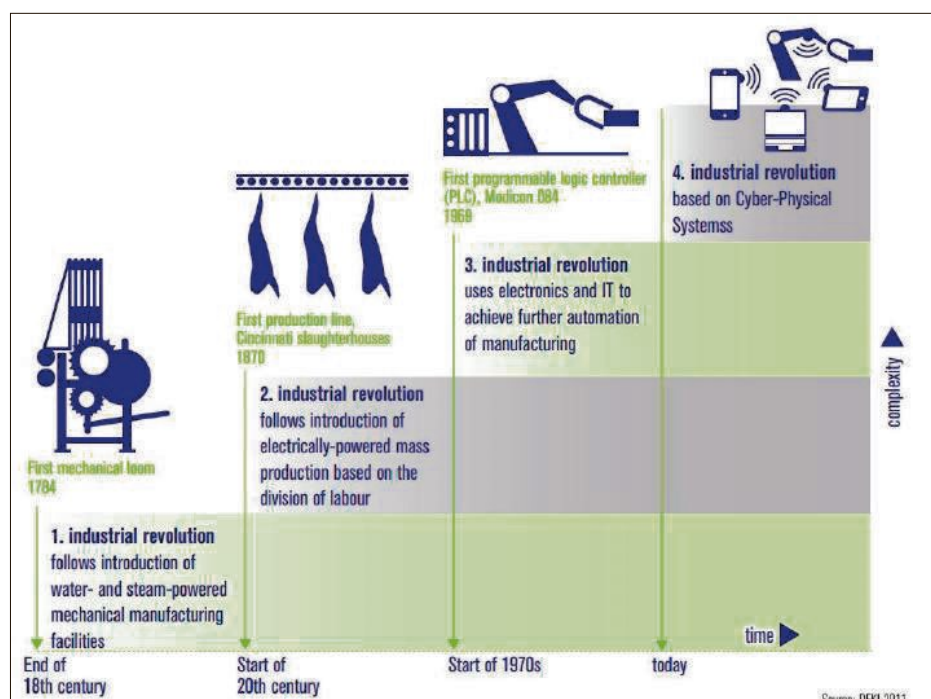 4. industrial revolution
based on Cyber-Physical
Systemss
First programmable logic controller
(PLC), Modicon 084
1969
3. industrial revolution
uses electronics and IT to
achieve further automation
of manufacturing
First production line,
Cincinnati slaughterhouses
1870
2. industrial revolution
follows introduction of
electrically-powered mass
production based on the
division of labour
First mechanical loom
1784
1. industrial revolution
follows introduction of
water- and steam-powered
mechanical manufacturing
facilities
complexity
time
End of
18th century
Start of
20th century
Start of 1970s
today
Source: DFKI 2011